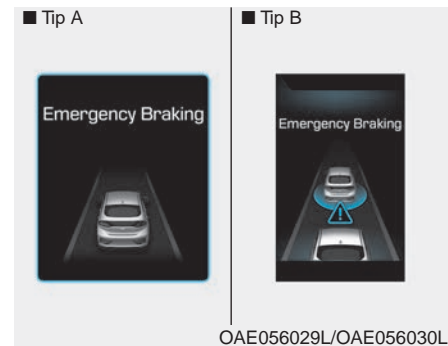 ■ Tip A
■ Tip B
Emergency Braking
Emergency Braking
OAE056029L/OAE056030L